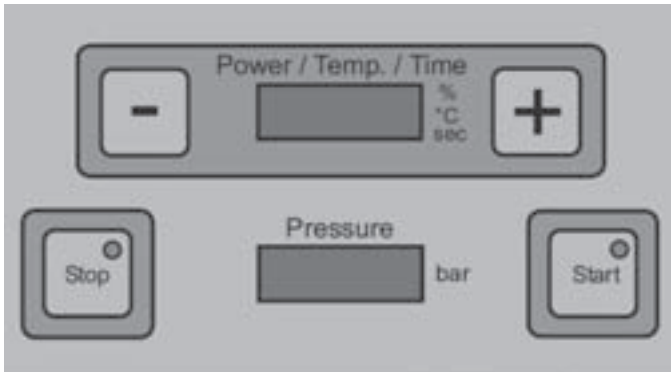 Power / Temp. / Time
- +
%
°C
sec
Pressure
Stop bar Start